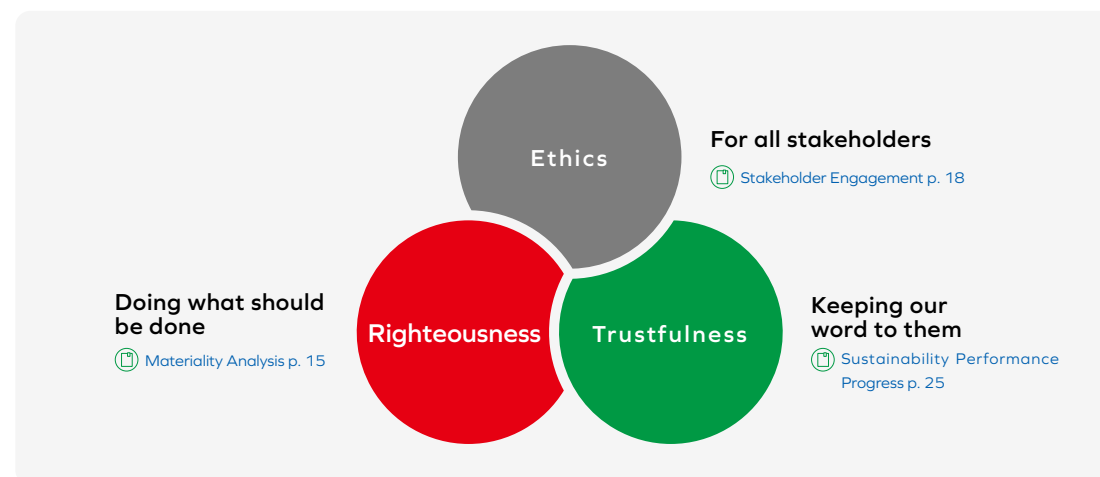 Ethics
For all stakeholders
Stakeholder Engagement p. 18
Doing what should
be done
Materiality Analysis p. 15
Righteousness
Trustfulness
Keeping our
word to them
Sustainability Performance
Progress p. 25